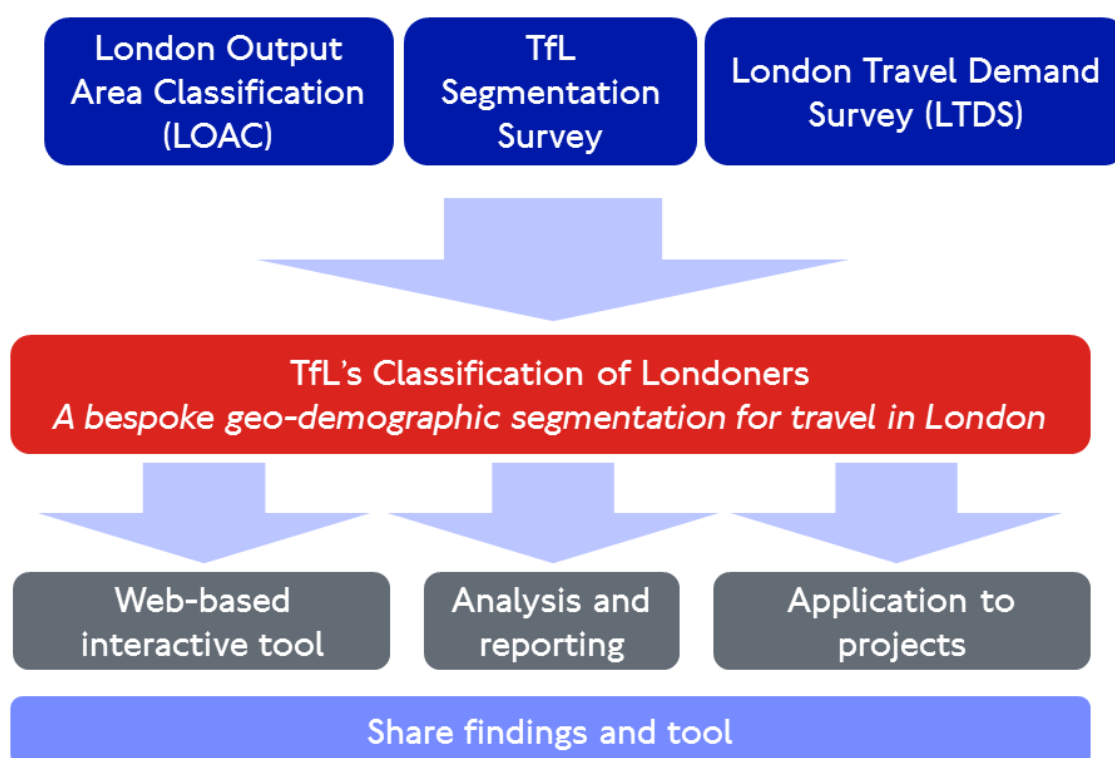 London Output
Area Classification
(LOAC)
TfL
Segmentation
Survey
London Travel Demand
Survey (LTDS)
TfL's Classification of Londoners
A bespoke geo-demographic segmentation for travel in London
Web-based
interactive tool
Analysis and
reporting
Application to
projects
Share findings and tool